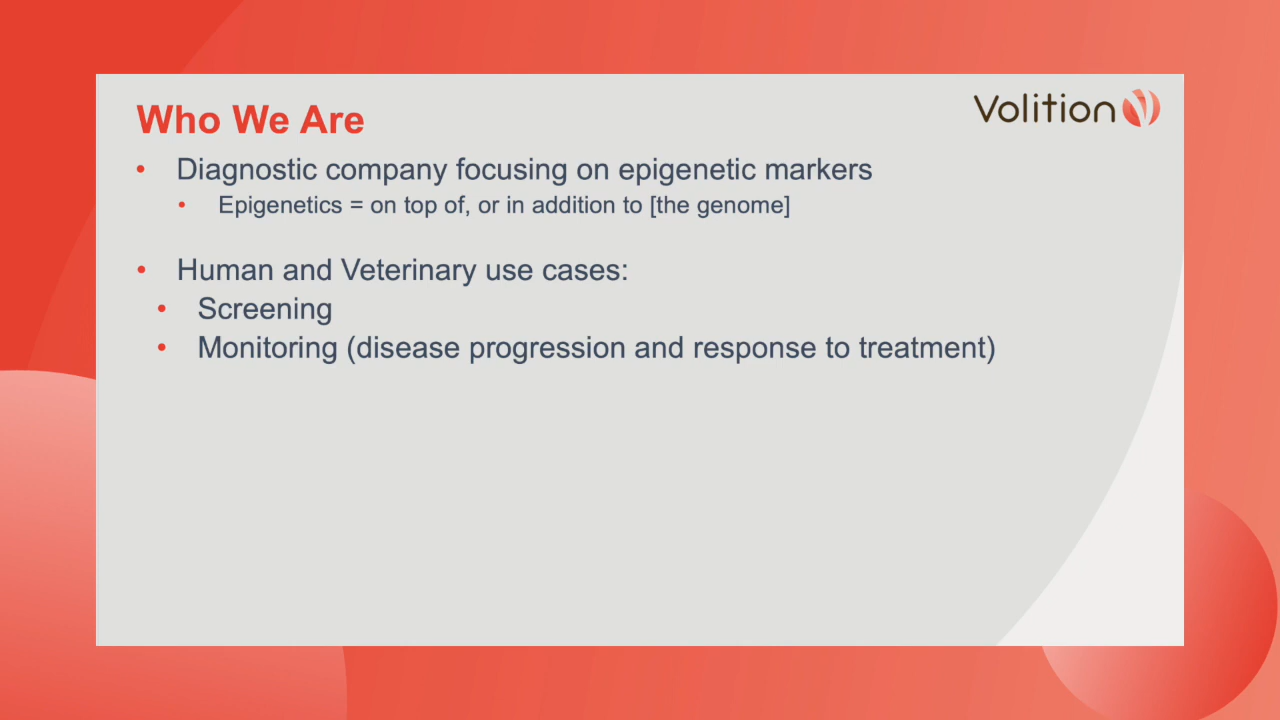 Who We Are
Volition
• Diagnostic company focusing on epigenetic markers
• Epigenetics = on top of, or in addition to [the genome]
• Human and Veterinary use cases:
• Screening
• Monitoring (disease progression and response to treatment)